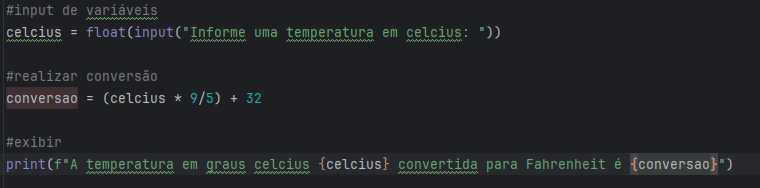 #input de variáveis
celcius = float(input("Informe uma temperatura em celcius: "))
#realizar conversão
conversao = (celcius * 9/5) + 32
#exibir
print(f"A temperatura em graus celcius {celcius} convertida para Fahrenheit é {conversao}")